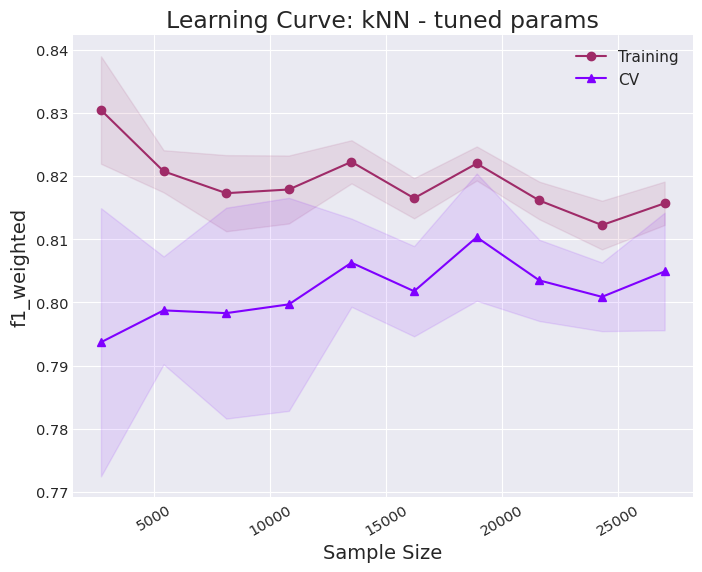 Learning Curve: kNN - tuned params
Training
CV
0.84
0.83
0.82
0.81
0.80
0.79
0.78
0.77
f1_weighted
5000
10000
15000
20000
25000
Sample Size